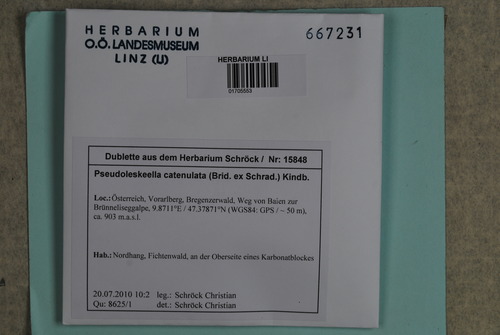 HERBARIUM
O.Ö. LANDESMUSEUM
LINZ (U)
667231
HERBARIUM LI
01705553
Dublette aus dem Herbarium Schröck / Nr: 15848
Pseudoleskeella catenulata (Brid. ex Schrad.) Kindb.
Loc.: Österreich, Vorarlberg, Bregenzerwald, Weg von Baien zur
Brünneliseggalpe, 9.8711°E / 47.37871°N (WGS84: GPS / ~ 50 m),
ca. 903 m.a.s.l.
Hab.: Nordhang, Fichtenwald, an der Oberseite eines Karbonatblockes
20.07.2010 10:2 leg.: Schröck Christian
Qu: 8625/1 det.: Schröck Christian